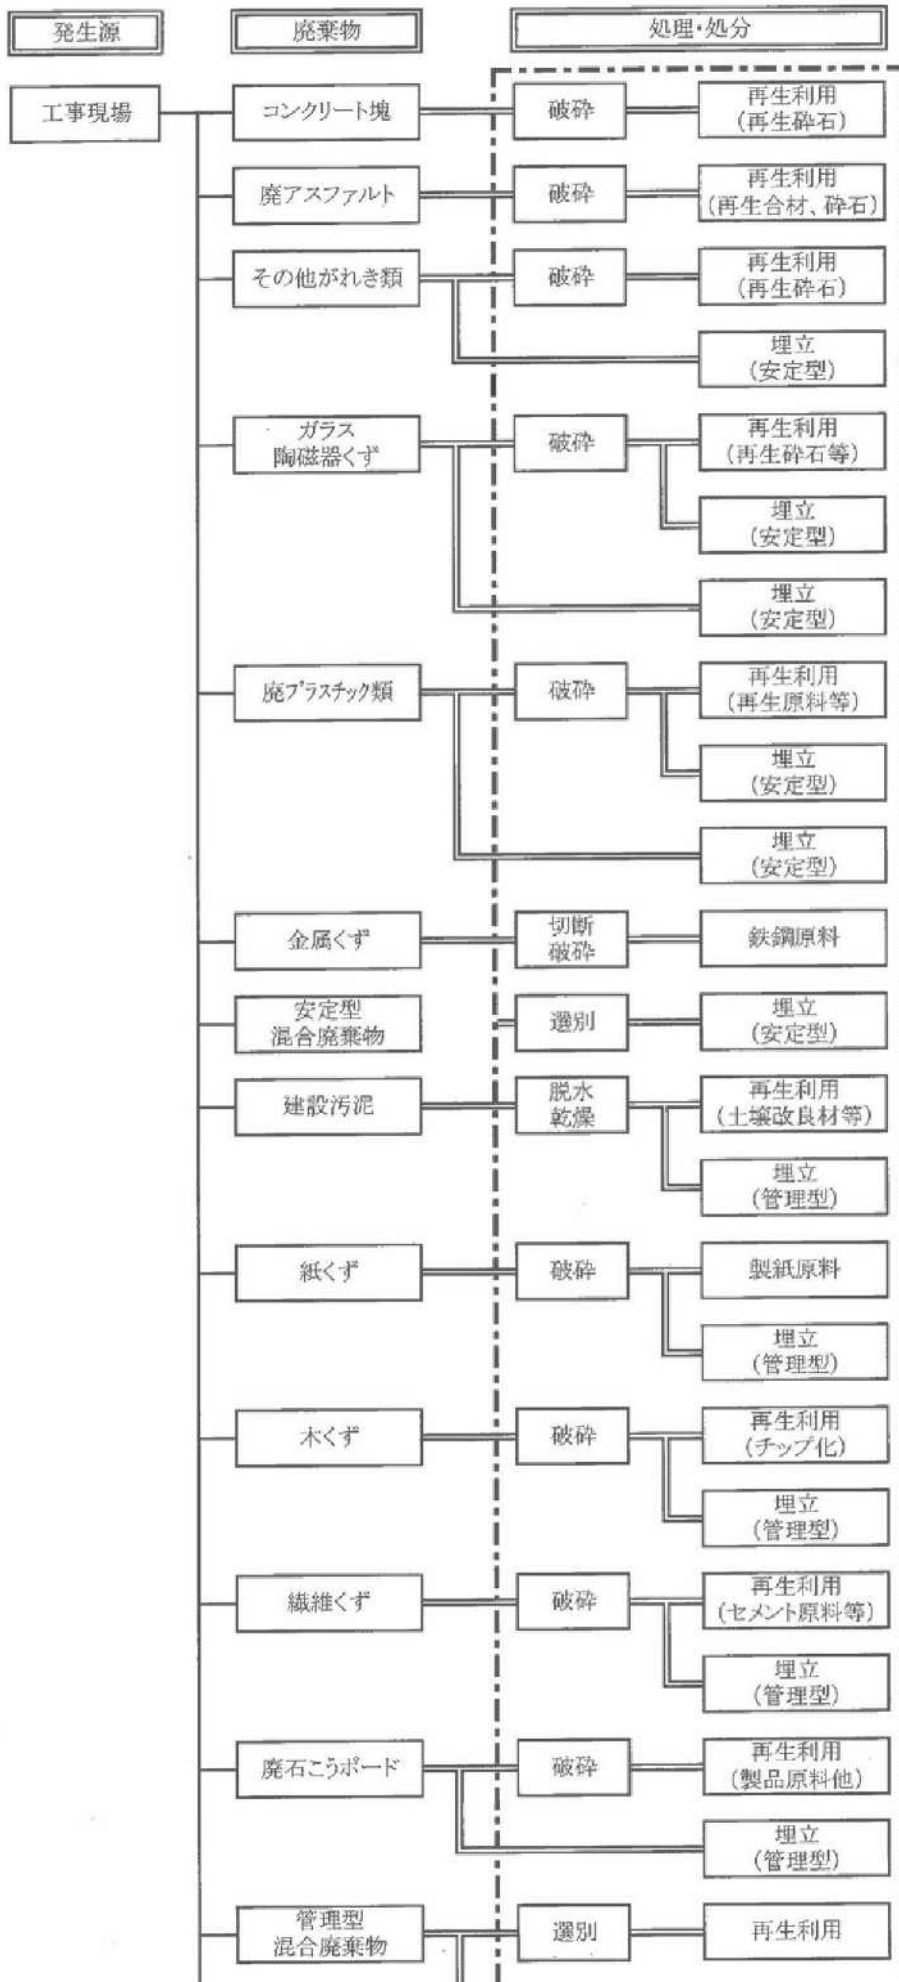 発生源
廃棄物
処理・処分
工事現場
コンクリート塊
破砕
再生利用
(再生砕石)
廃アスファルト
破砕
再生利用
(再生合材、砕石)
その他がれき類
破砕
再生利用
(再生砕石)
埋立
(安定型)
ガラス
陶磁器くず
破砕
再生利用
(再生砕石等)
埋立
(安定型)
埋立
(安定型)
廃プラスチック類
破砕
再生利用
(再生原料等)
埋立
(安定型)
埋立
(安定型)
金属くず
切断
破砕
鉄鋼原料
安定型
混合廃棄物
選別
埋立
(安定型)
建設汚泥
脱水
乾燥
再生利用
(土壌改良材等)
埋立
(管理型)
紙くず
破砕
製紙原料
埋立
(管理型)
木くず
破砕
再生利用
(チップ化)
埋立
(管理型)
繊維くず
破砕
再生利用
(セメント原料等)
埋立
(管理型)
廃石こうボード
破砕
再生利用
(製品原料他)
埋立
(管理型)
管理型
混合廃棄物
選別
再生利用